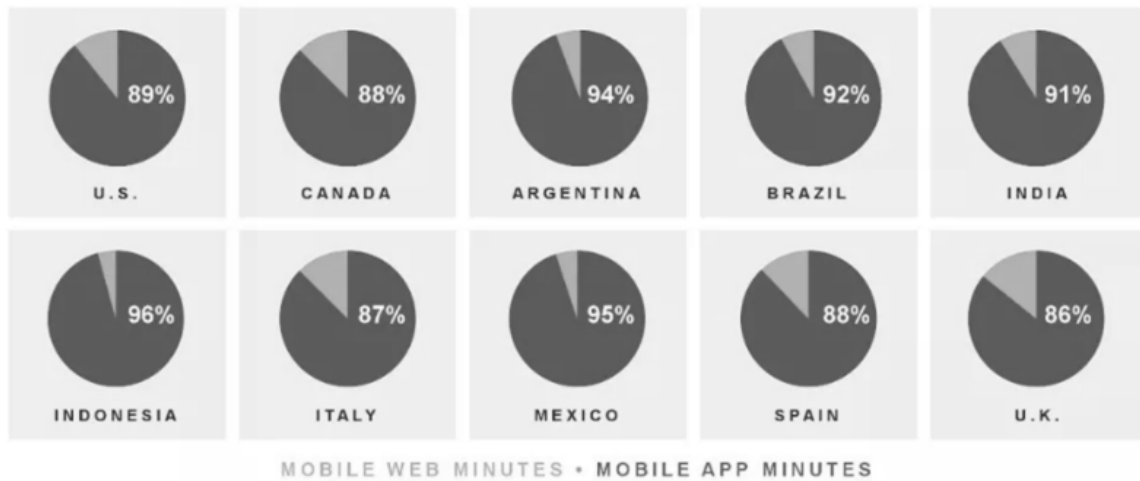 89% 88% 94% 92% 91%
U.S. CANADA ARGENTINA BRAZIL INDIA
96% 87% 95% 88% 86%
INDONESIA ITALY MEXICO SPAIN U.K.
MOBILE WEB MINUTES • MOBILE APP MINUTES